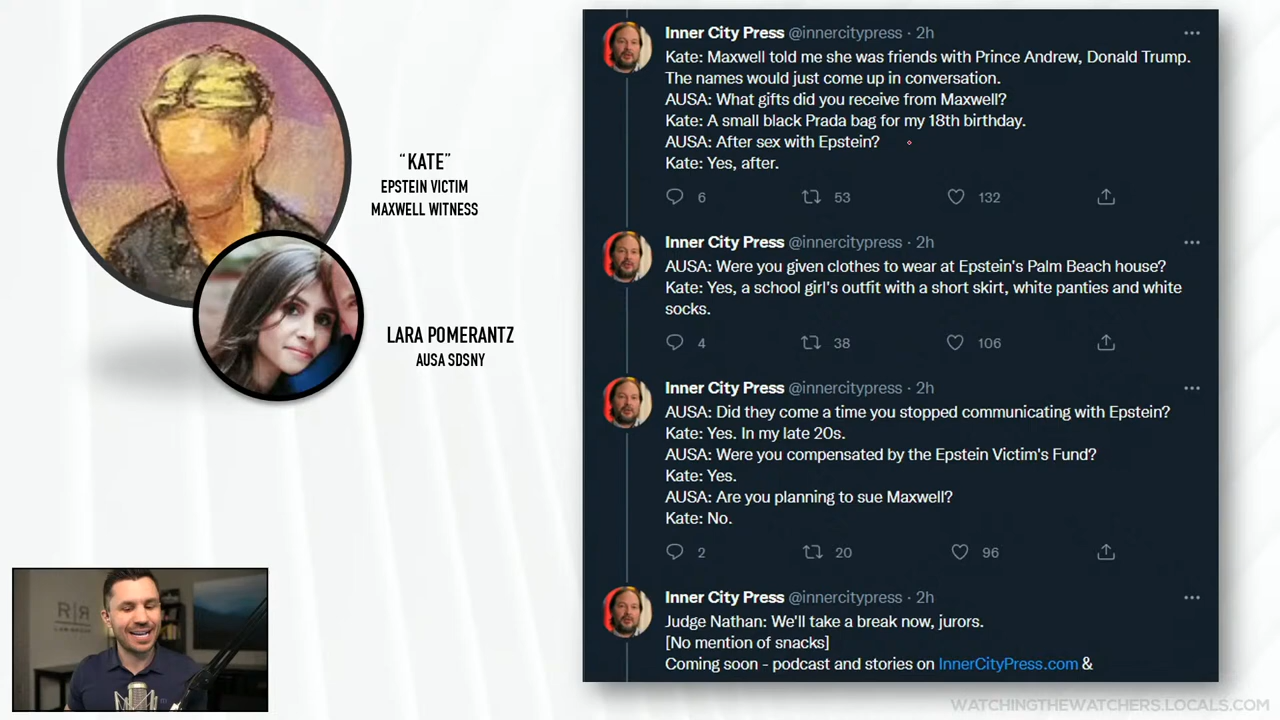 "KATE"
EPSTEIN VICTIM
MAXWELL WITNESS
LARA POMERANTZ
AUSA SDSNY
Inner City Press @innercitypress · 2h
Kate: Maxwell told me she was friends with Prince Andrew, Donald Trump.
The names would just come up in conversation.
AUSA: What gifts did you receive from Maxwell?
Kate: A small black Prada bag for my 18th birthday.
AUSA: After sex with Epstein?
Kate: Yes, after.
6 53 132
Inner City Press @innercitypress · 2h
AUSA: Were you given clothes to wear at Epstein's Palm Beach house?
Kate: Yes, a school girl's outfit with a short skirt, white panties and white
socks.
4 38 106
Inner City Press @innercitypress · 2h
AUSA: Did they come a time you stopped communicating with Epstein?
Kate: Yes. In my late 20s.
AUSA: Were you compensated by the Epstein Victim's Fund?
Kate: Yes.
AUSA: Are you planning to sue Maxwell?
Kate: No.
2 20 96
Inner City Press @innercitypress · 2h
Judge Nathan: We'll take a break now, jurors.
[No mention of snacks]
Coming soon - podcast and stories on InnerCityPress.com &
R|R
LAW GROUP
WATCHINGTHEWATCHERS.LOCALS.COM